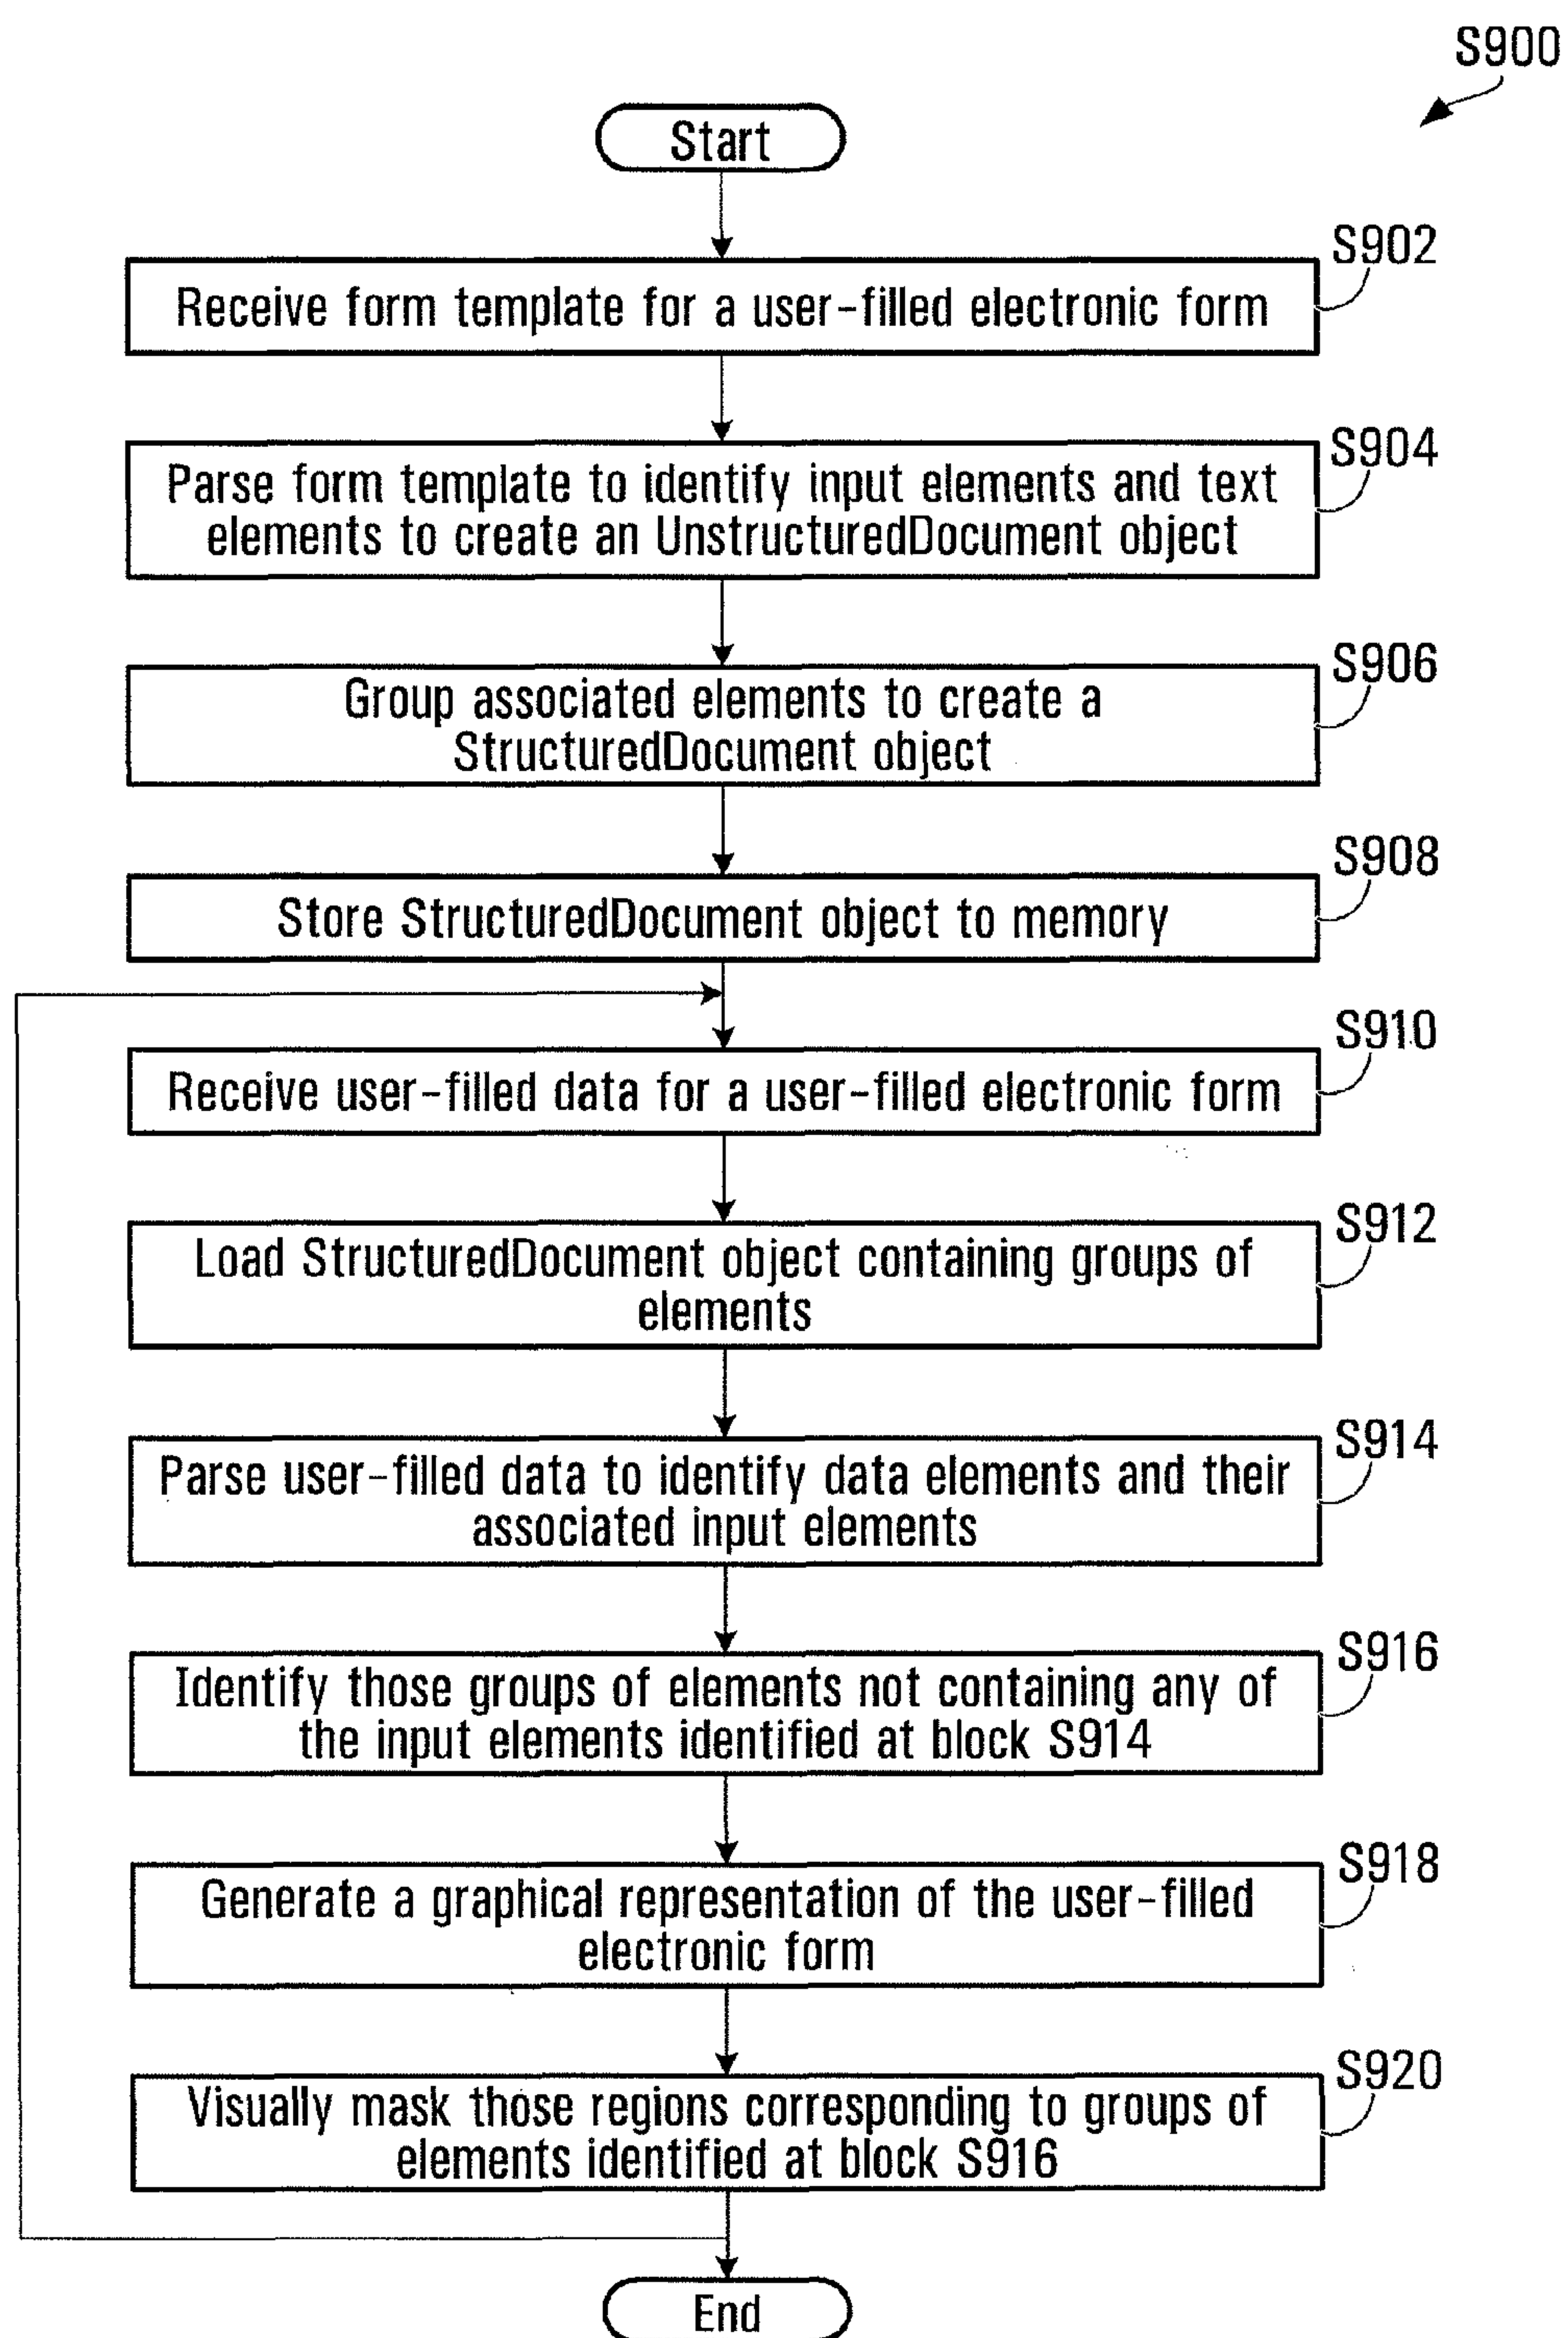 S900
Start
S902
Receive form template for a user-filled electronic form
S904
Parse form template to identify input elements and text
elements to create an UnstructuredDocument object
S906
Group associated elements to create a
StructuredDocument object
S908
Store StructuredDocument object to memory
S910
Receive user-filled data for a user-filled electronic form
S912
Load StructuredDocument object containing groups of
elements
S914
Parse user-filled data to identify data elements and their
associated input elements
S916
Identify those groups of elements not containing any of
the input elements identified at block S914
S918
Generate a graphical representation of the user-filled
electronic form
S920
Visually mask those regions corresponding to groups of
elements identified at block S916
End